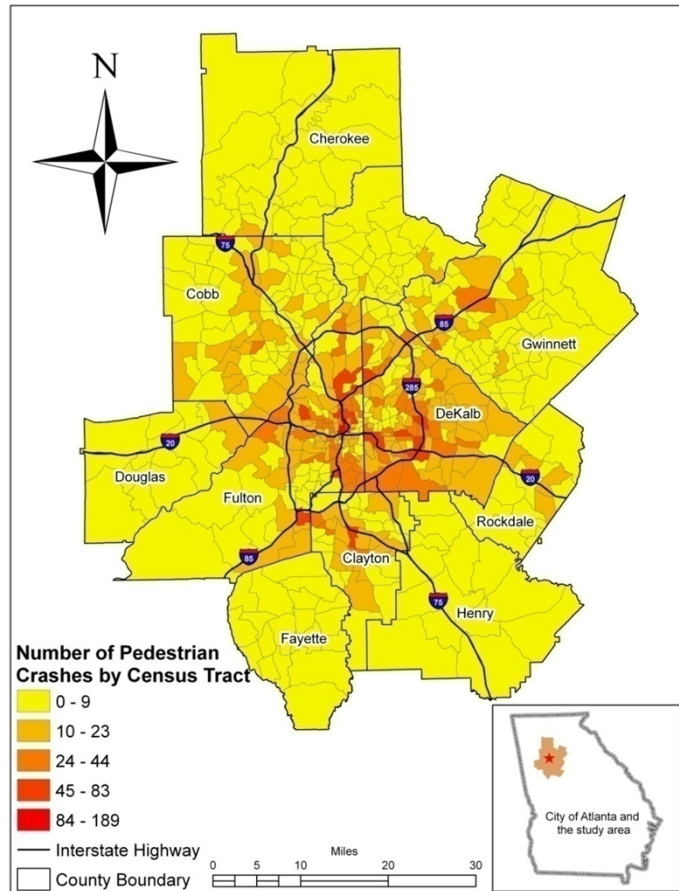 N
Cherokee
75
Cobb
85
Gwinnett
285
DeKalb
20
Douglas
20
Fulton
Rockdale
85
Clayton
75
Henry
Fayette
Number of Pedestrian
Crashes by Census Tract
0 - 9
10 - 23
24 - 44
45 - 83
84 - 189
Interstate Highway
County Boundary
Miles
0 5 10 20 30
City of Atlanta and
the study area